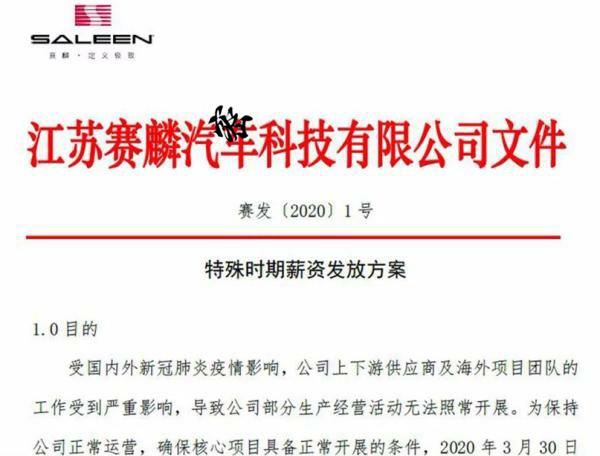 SALEEN
赛麟·定义极致
江苏赛麟汽车科技有限公司文件
赛发〔2020〕1号
特殊时期薪资发放方案
1.0目的
受国内外新冠肺炎疫情影响，公司上下游供应商及海外项目团队的
工作受到严重影响，导致公司部分生产经营活动无法照常开展。为保持
公司正常运营，确保核心项目具备正常开展的条件，2020年3月30日